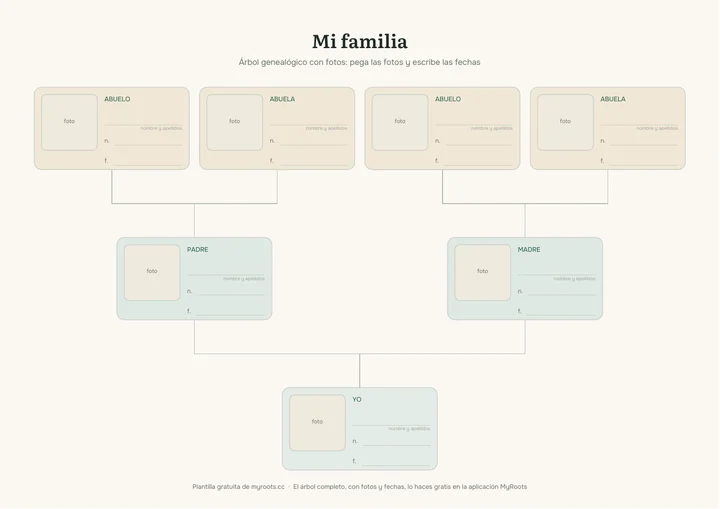 Mi familia
Árbol genealógico con fotos: pega las fotos y escribe las fechas
ABUELO
foto
nombre y apellidos
n.
f.
ABUELA
foto
nombre y apellidos
n.
f.
ABUELO
foto
nombre y apellidos
n.
f.
ABUELA
foto
nombre y apellidos
n.
f.
PADRE
foto
nombre y apellidos
n.
f.
MADRE
foto
nombre y apellidos
n.
f.
YO
foto
nombre y apellidos
n.
f.
Plantilla gratuita de myroots.cc · El árbol completo, con fotos y fechas, lo haces gratis en la aplicación MyRoots